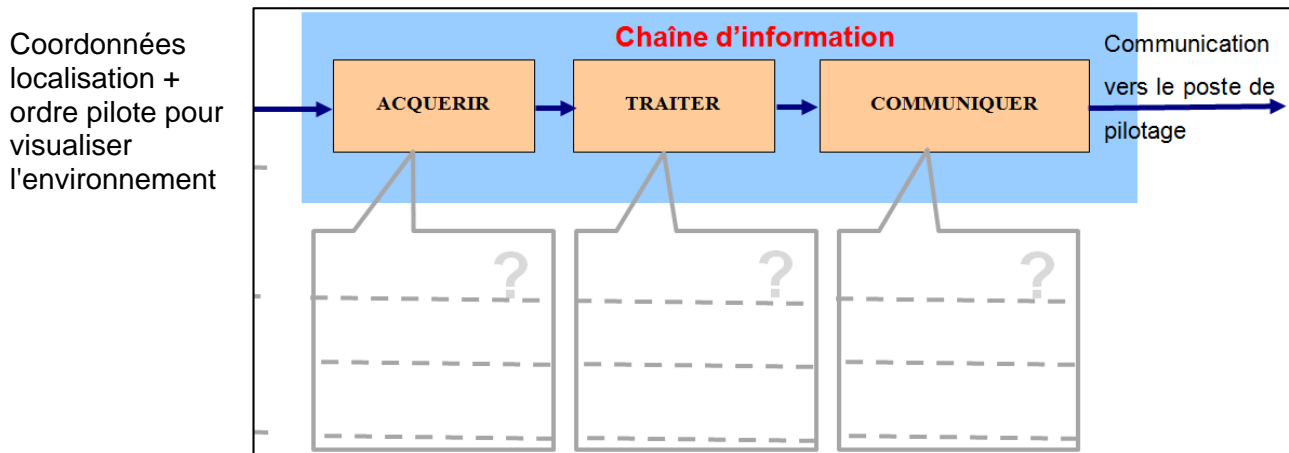 Coordonnées
localisation +
ordre pilote pour
visualiser
l'environnement
Chaîne d'information
ACQUERIR
TRAITER
COMMUNIQUER
Communication
vers le poste de
pilotage
?
?
?